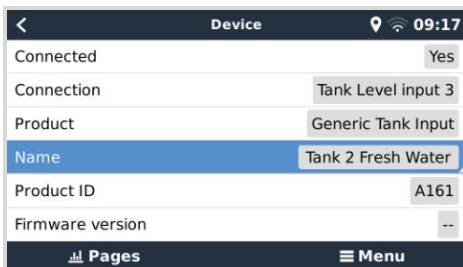 Device 09:17
Connected Yes
Connection Tank Level input 3
Product Generic Tank Input
Name Tank 2 Fresh Water
Product ID A161
Firmware version --
Pages Menu